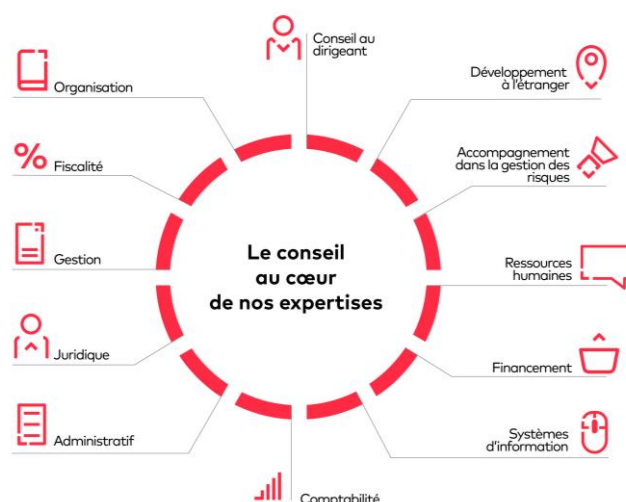 Conseil au
dirigeant
Développement
à l'étranger
Accompagnement
dans la gestion des
risques
Ressources
humaines
Financement
Systèmes
d'information
Comptabilité
Administratif
Juridique
Gestion
%
Fiscalité
Organisation
Le conseil
au cœur
de nos expertises